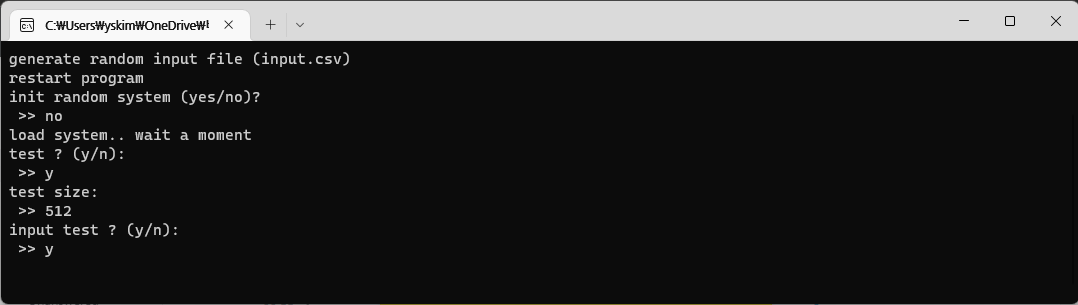 C:₩Users₩yskim₩OneDrive₩
generate random input file (input.csv)
restart program
init random system (yes/no)?
>> no
load system.. wait a moment
test ? (y/n):
>> y
test size:
>> 512
input test ? (y/n):
>> y